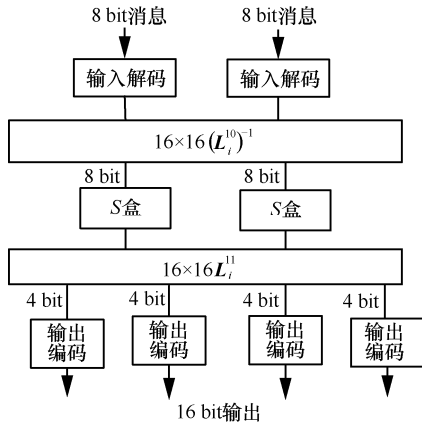 8 bit消息 8 bit消息
输入解码 输入解码
16×16(L_i^10)^-1
8 bit 8 bit
S盒 S盒
16×16L_i^11
4 bit 4 bit 4 bit 4 bit
输出 输出 输出 输出
编码 编码 编码 编码
16 bit输出